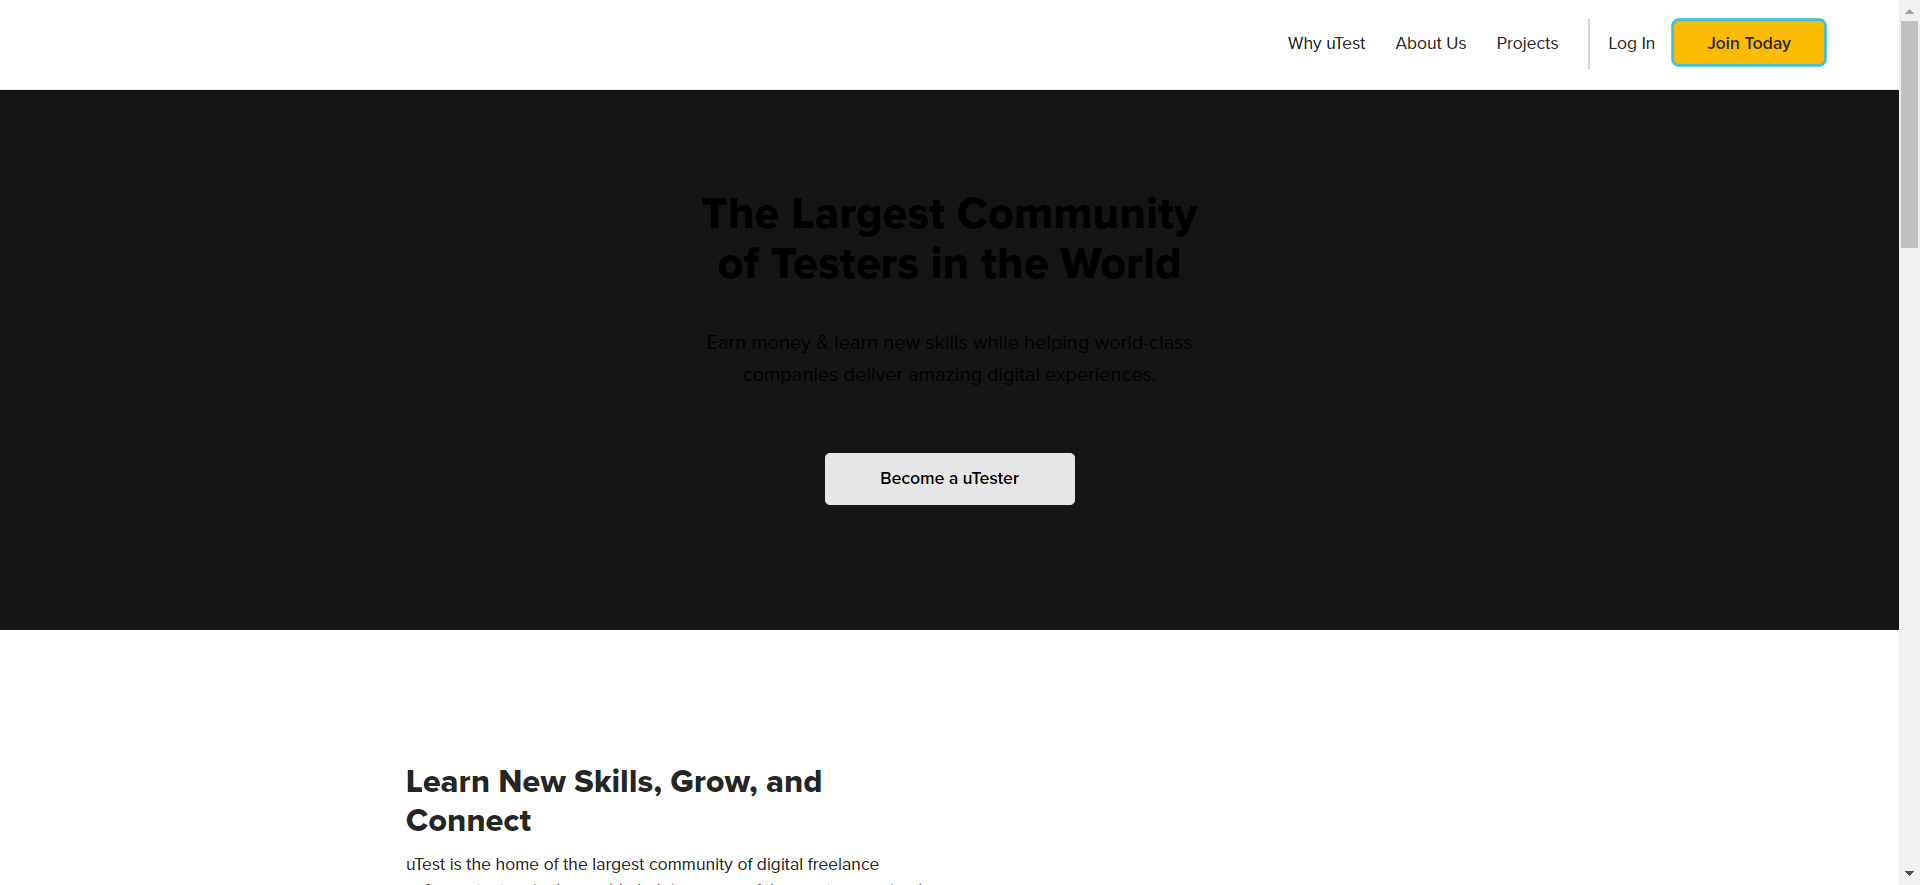 Why uTest
About Us
Projects
Log In
Join Today
The Largest Community
of Testers in the World
Earn money & learn new skills while helping world-class
companies deliver amazing digital experiences.
Become a uTester
Learn New Skills, Grow, and
Connect
uTest is the home of the largest community of digital freelance